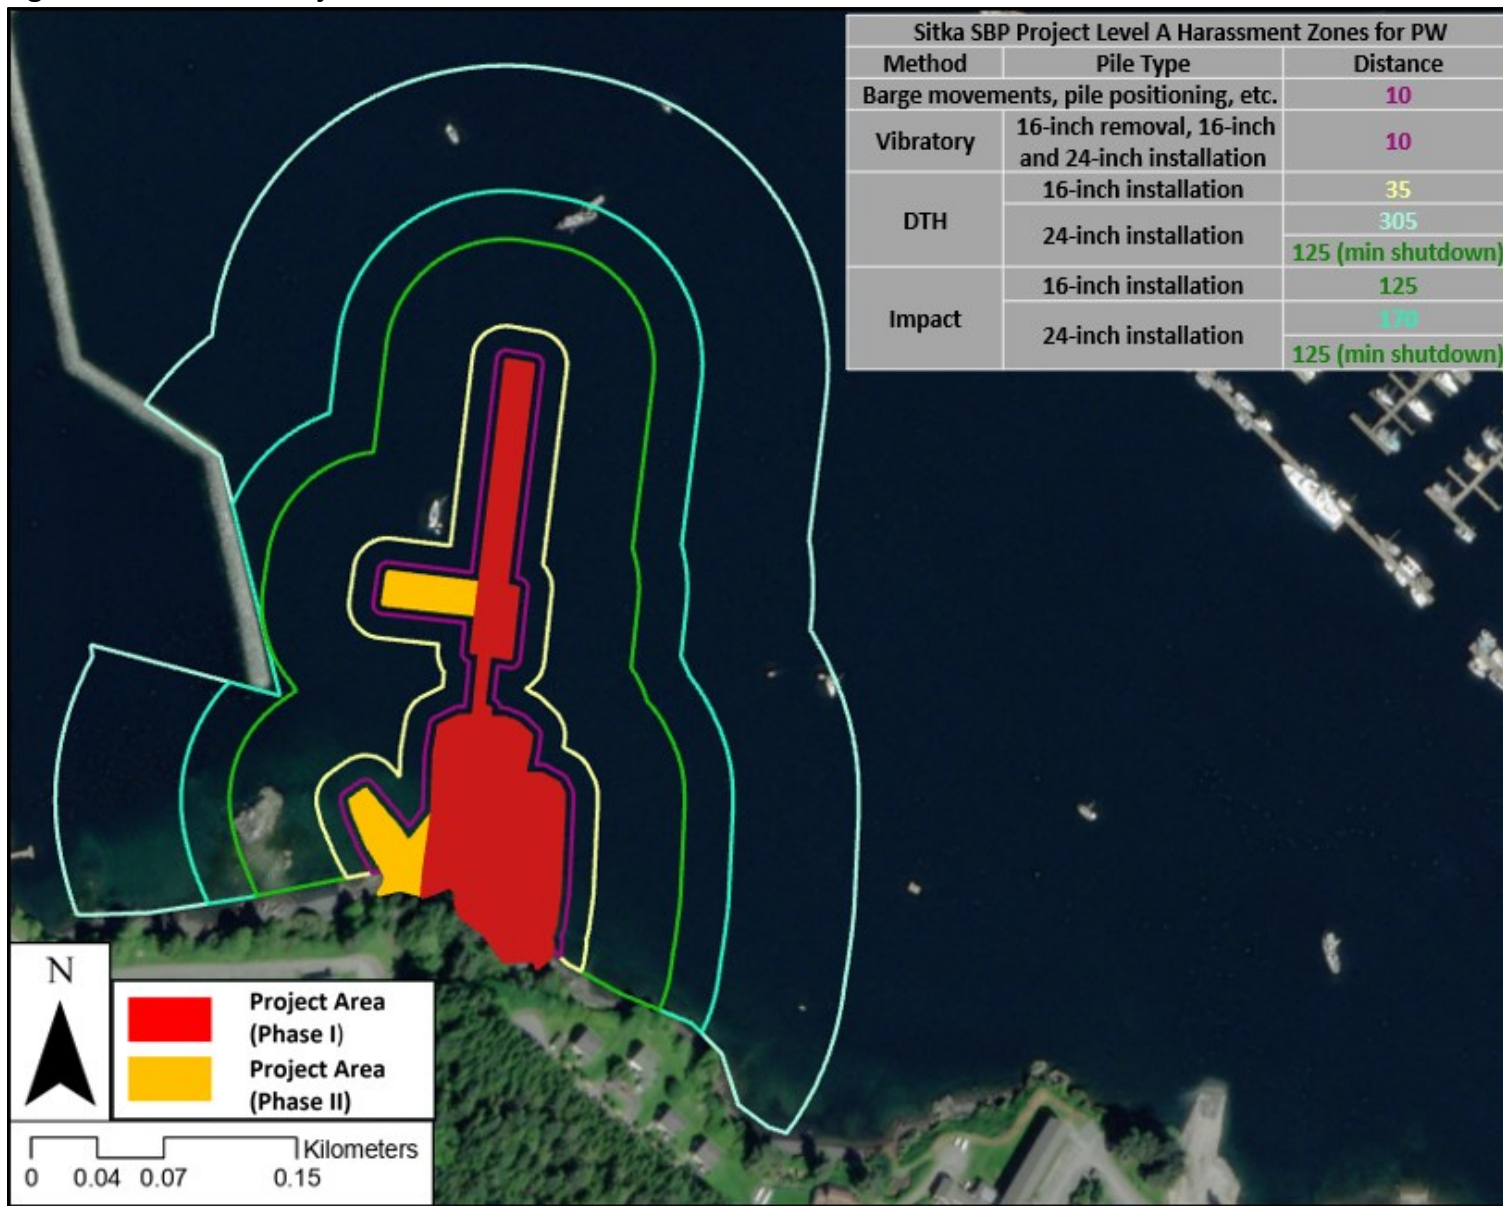 Sitka SBP Project Level A Harassment Zones for PW
Method Pile Type Distance
Barge movements, pile positioning, etc. 10
Vibratory 16-inch removal, 16-inch and 24-inch installation 10
DTH 16-inch installation 35
24-inch installation 305
125 (min shutdown)
Impact 16-inch installation 125
24-inch installation 170
125 (min shutdown)
N
Project Area
(Phase I)
Project Area
(Phase II)
Kilometers
0 0.04 0.07 0.15